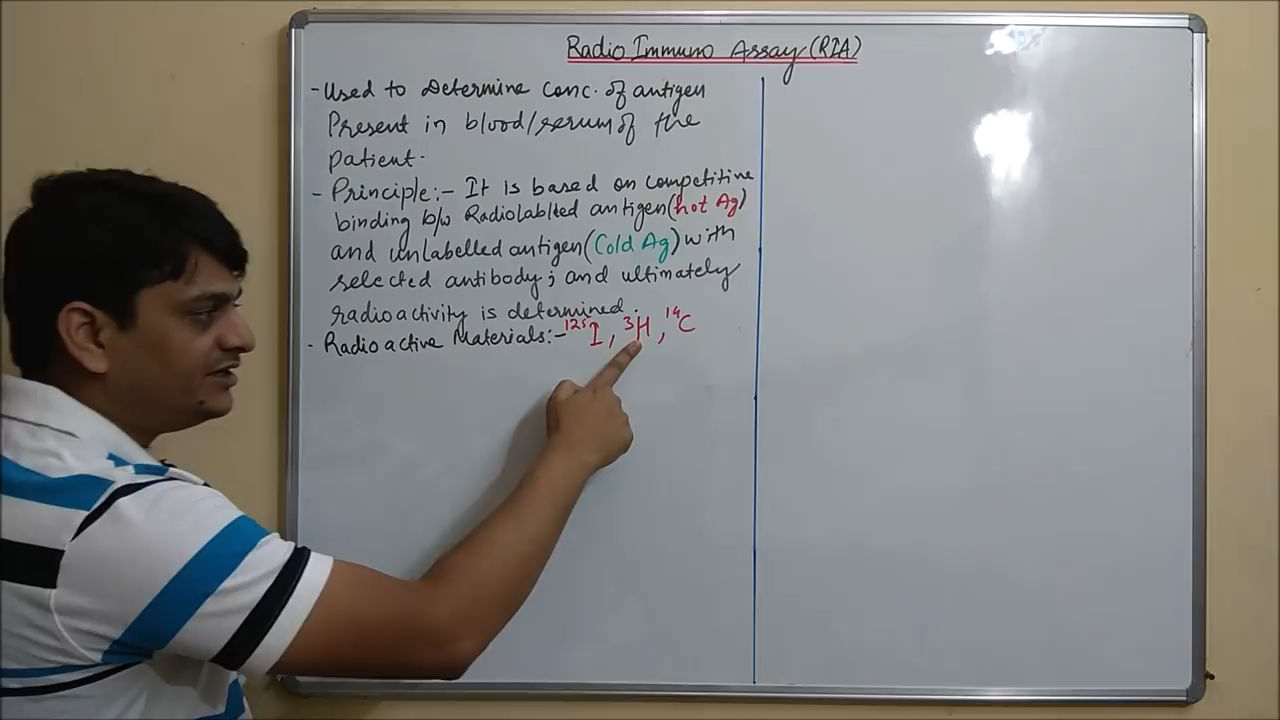 Radio Immuno Assay (RIA)
- Used to Determine Conc. of antigen
Present in blood/serum of the
patient.
- Principle:- It is based on competitive
binding b/w Radiolablled antigen (hot Ag)
and unlabelled antigen (Cold Ag) with
selected antibody; and ultimately
radioactivity is determined.
- Radioactive Materials:- ¹²⁵I, ³H, ¹⁴C